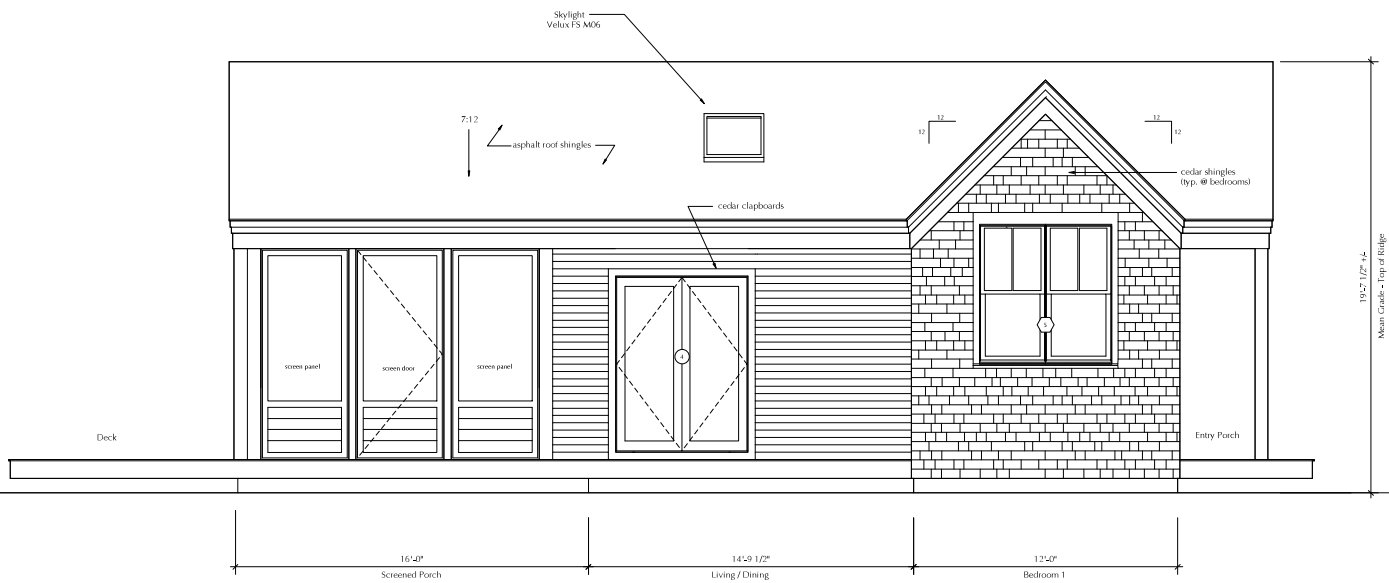 Skylight
Velux FS M06
7:12
asphalt roof shingles
12
12
12
12
cedar shingles
(typ. @ bedrooms)
cedar clapboards
19'-7 1/2" +/-
Mean Grade - Top of Ridge
screen panel
screen door
screen panel
4
5
Deck
Entry Porch
16'-0"
14'-9 1/2"
12'-0"
Screened Porch
Living / Dining
Bedroom 1